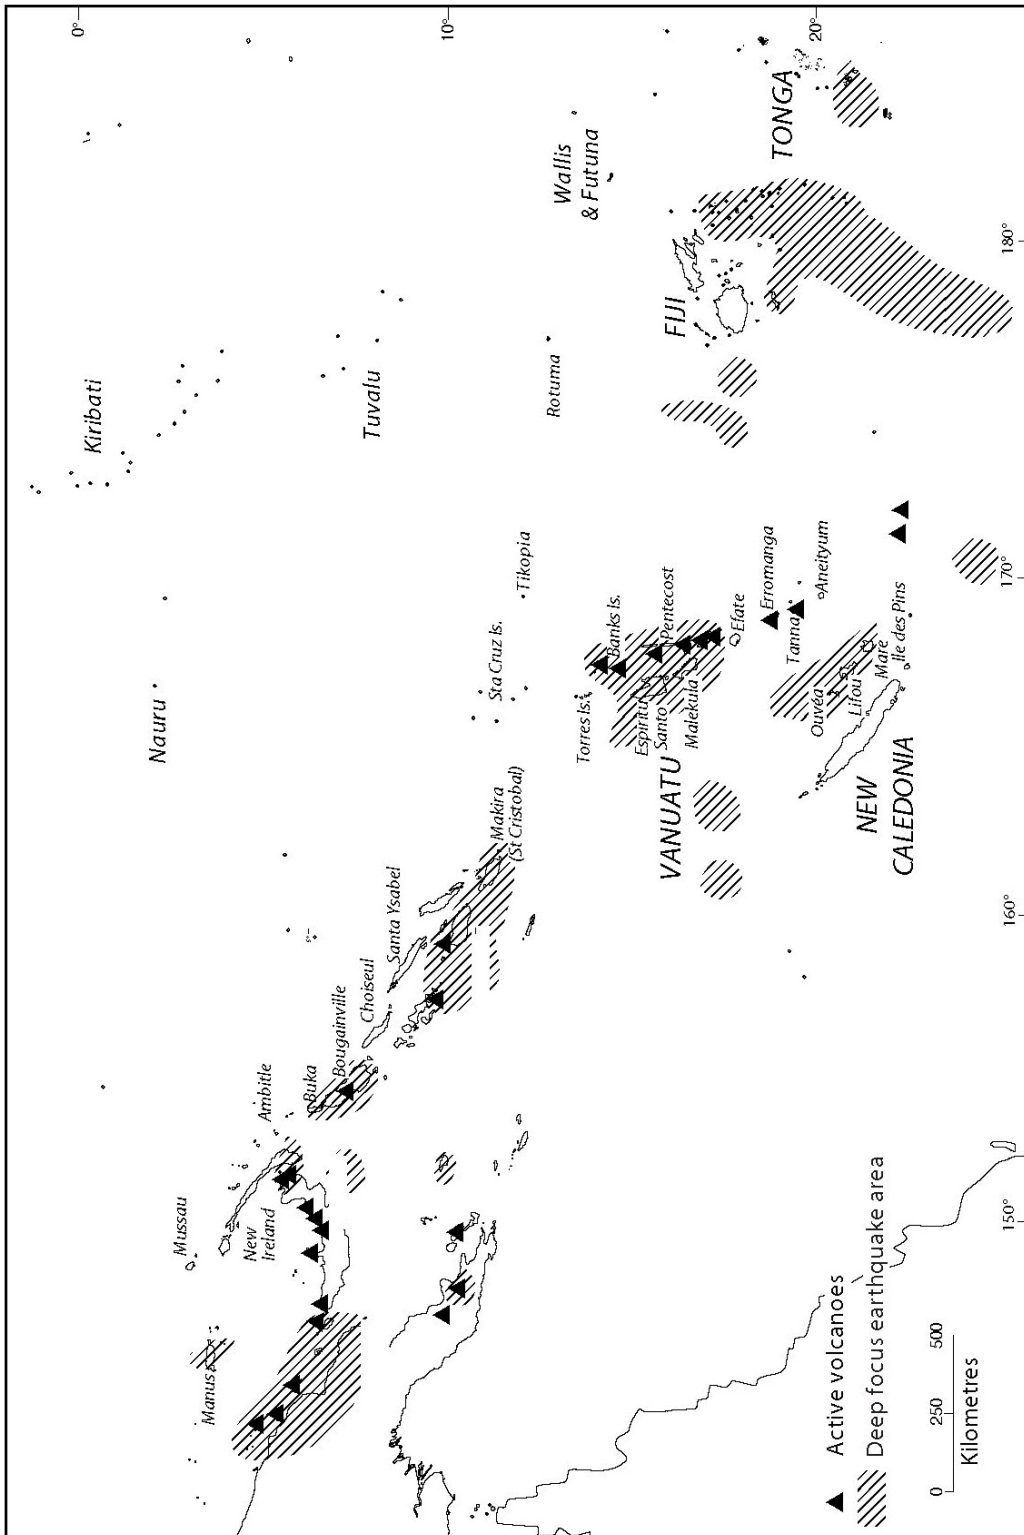 0°
10°
20°
150°
160°
170°
180°
Manus
Mussau
New
Ireland
Ambitle
Buka
Bougainville
Choiseul
Santa Ysabel
Makira
(St Cristobal)
Nauru
Kiribati
Tuvalu
Sta Cruz Is.
Tikopia
Rotuma
Wallis
& Futuna
Torres Is.
Banks Is.
Espiritu
Santo
Pentecost
Malekula
VANUATU
Efate
Erromanga
Tanna
Aneityum
Ouvéa
Lifou
Mare
Ile des Pins
NEW
CALEDONIA
FIJI
TONGA
Active volcanoes
Deep focus earthquake area
0 250 500
Kilometres